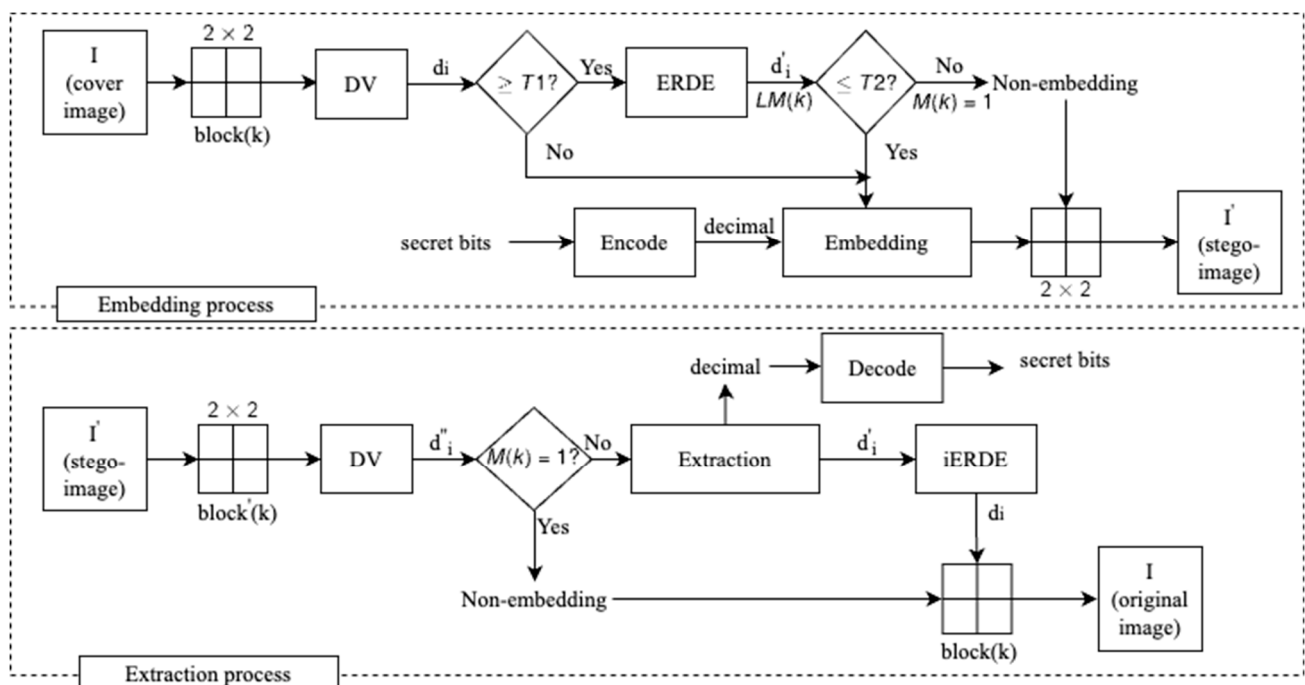 I
(cover
image)
2 × 2
block(k)
DV
di
≥ T1?
Yes
ERDE
d'i
LM(k)
≤ T2?
No
M(k) = 1
Non-embedding
No
Yes
secret bits
Encode
decimal
Embedding
2 × 2
I'
(stego-
image)
Embedding process
decimal
Decode
secret bits
I'
(stego-
image)
2 × 2
block'(k)
DV
d''i
M(k) = 1?
No
Extraction
d'i
iERDE
Yes
di
Non-embedding
block(k)
I
(original
image)
Extraction process